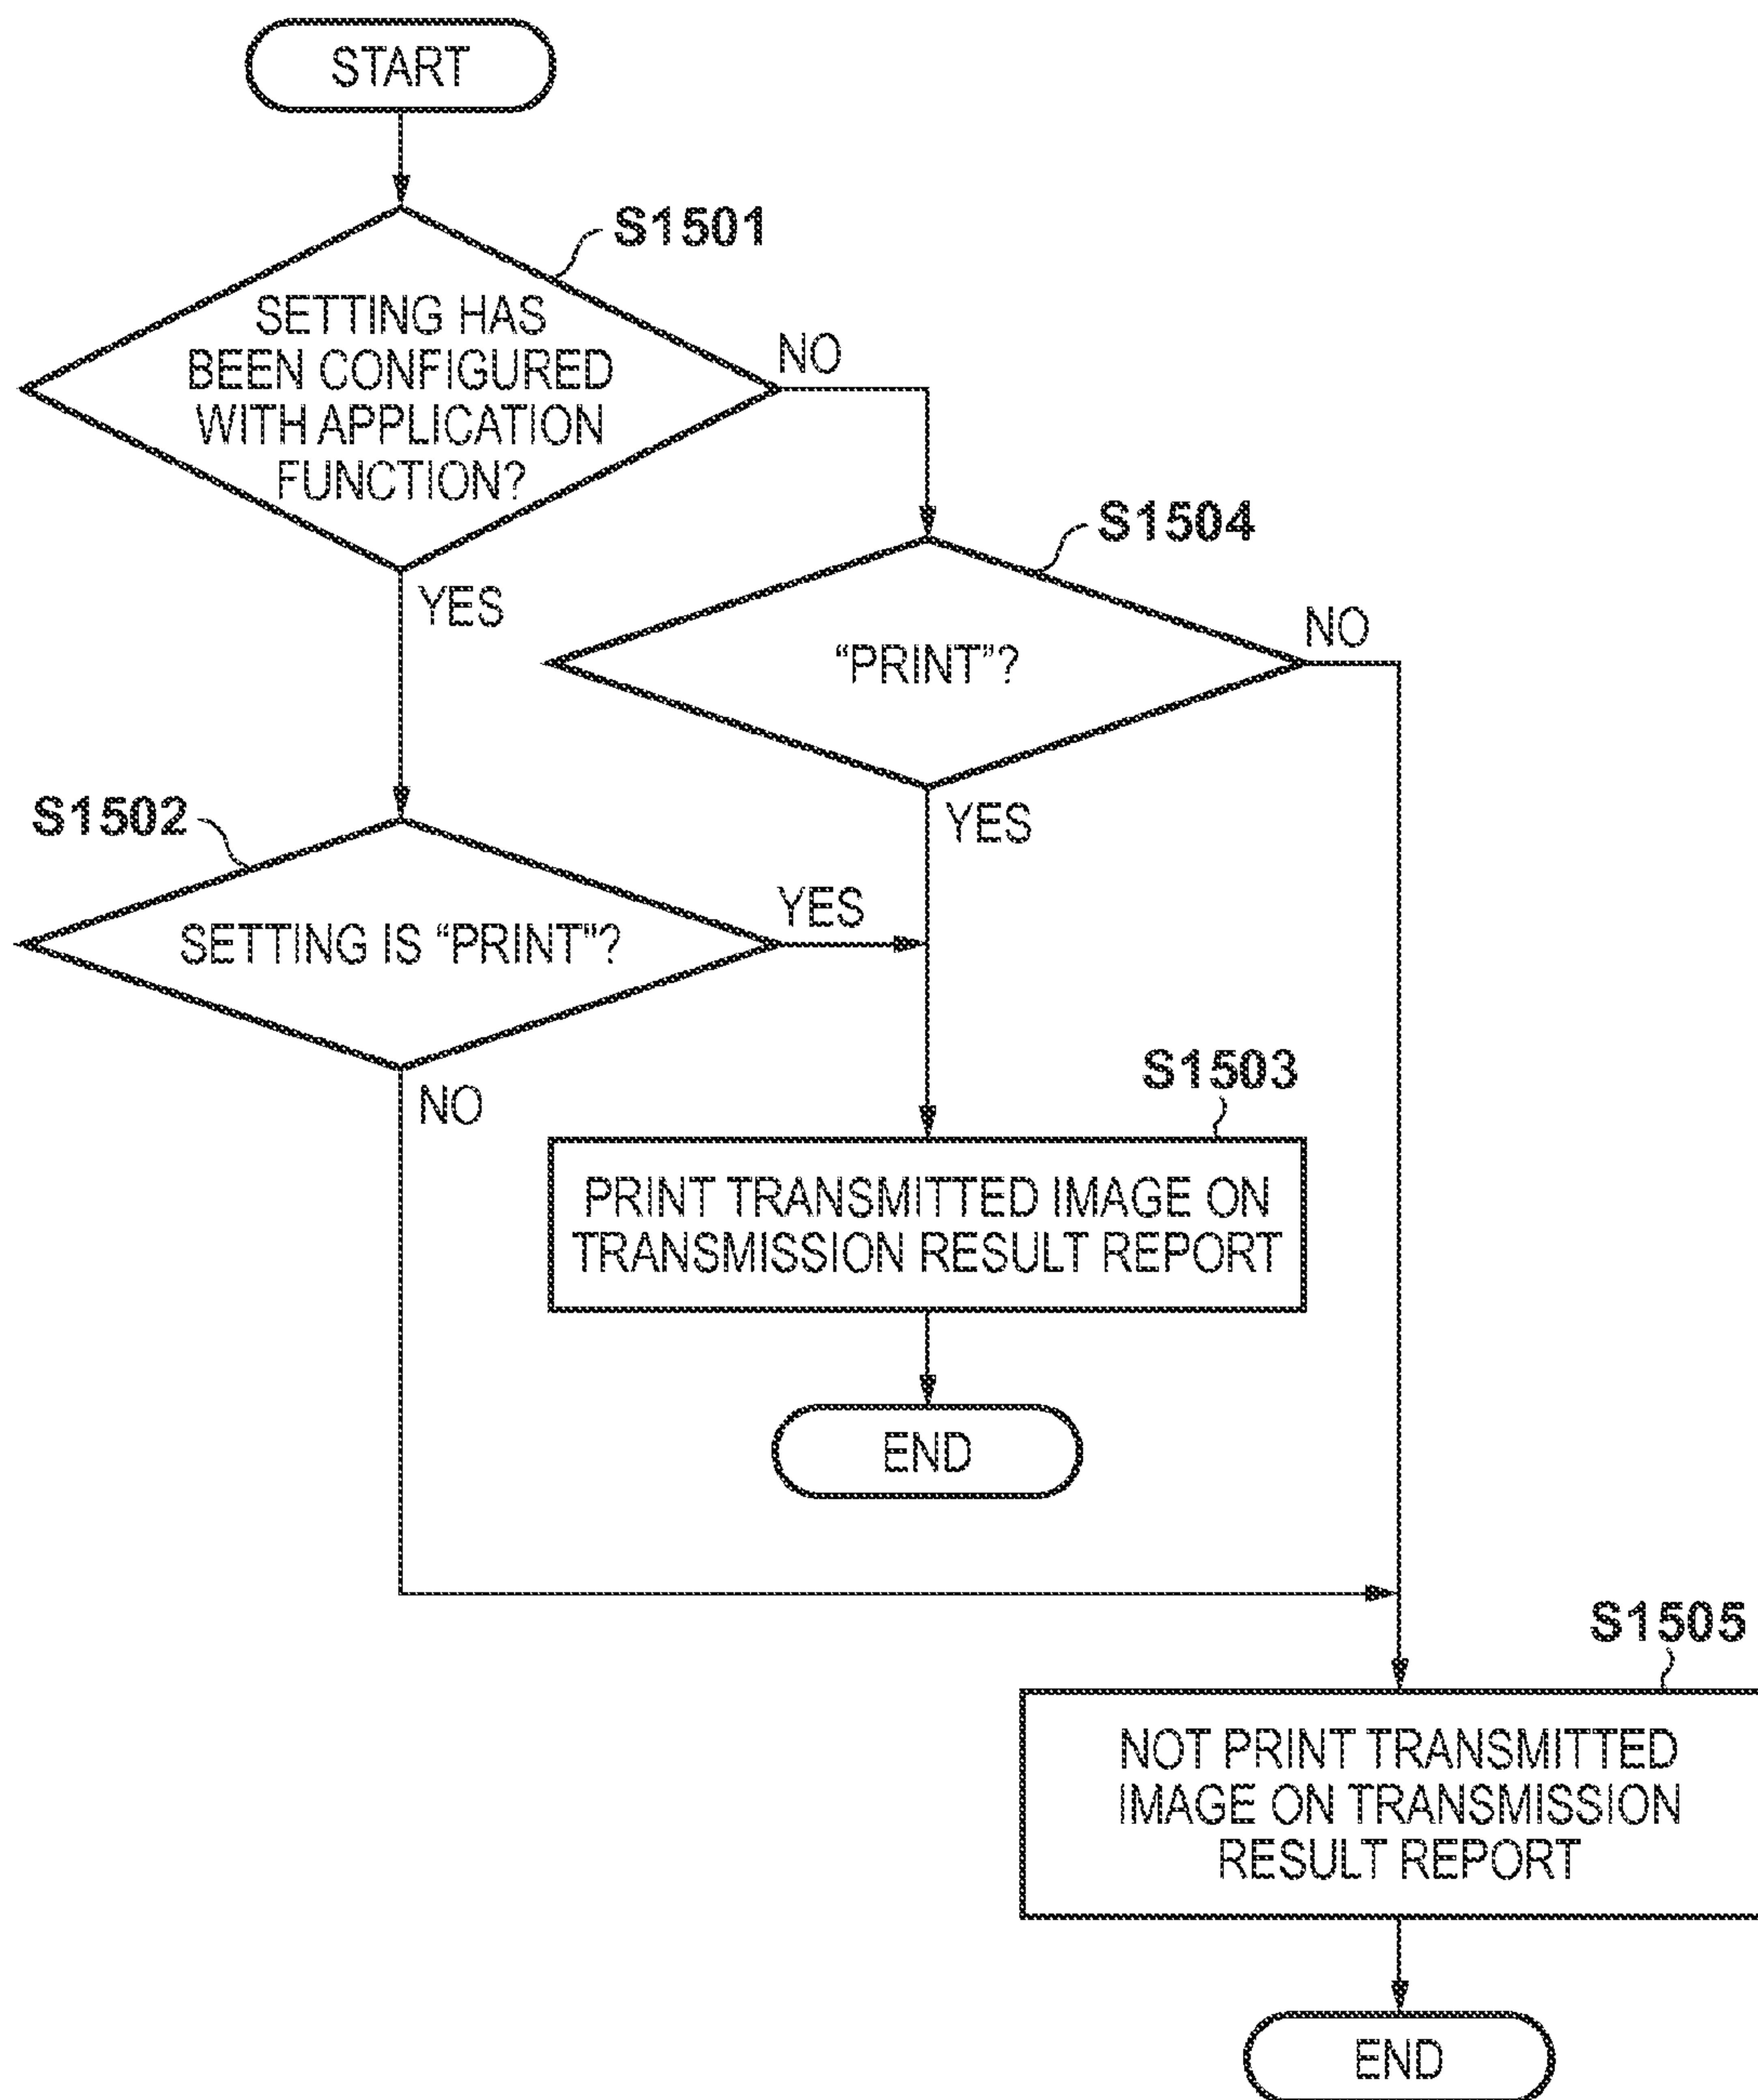 START
S1501
SETTING HAS
BEEN CONFIGURED
WITH APPLICATION
FUNCTION?
NO
YES
S1504
"PRINT"?
NO
YES
S1502
SETTING IS "PRINT"?
YES
NO
S1503
PRINT TRANSMITTED IMAGE ON
TRANSMISSION RESULT REPORT
END
S1505
NOT PRINT TRANSMITTED
IMAGE ON TRANSMISSION
RESULT REPORT
END